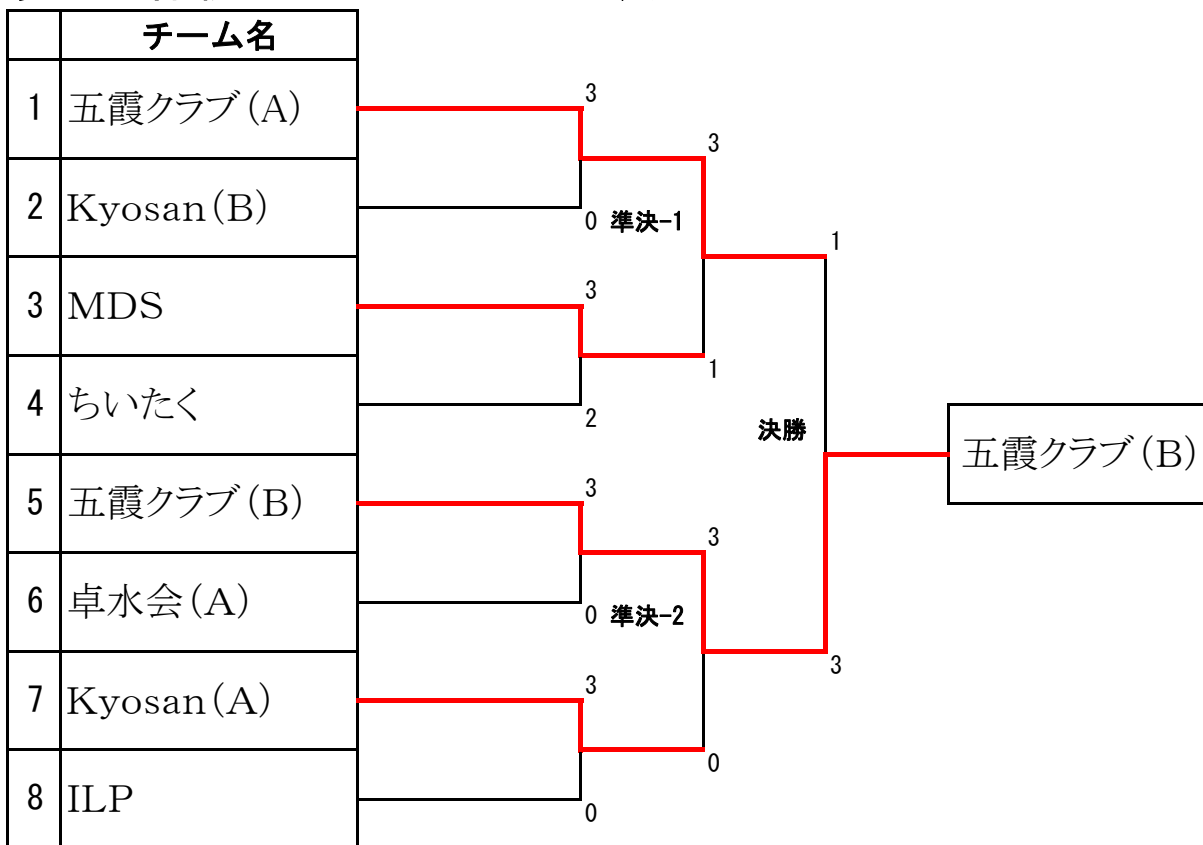 チーム名
1 五霞クラブ(A)
2 Kyosan(B)
3 MDS
4 ちいたく
5 五霞クラブ(B)
6 卓水会(A)
7 Kyosan(A)
8 ILP
3
0
3
2
3
0
3
0
準決-1
3
1
準決-2
3
0
決勝
1
3
五霞クラブ(B)